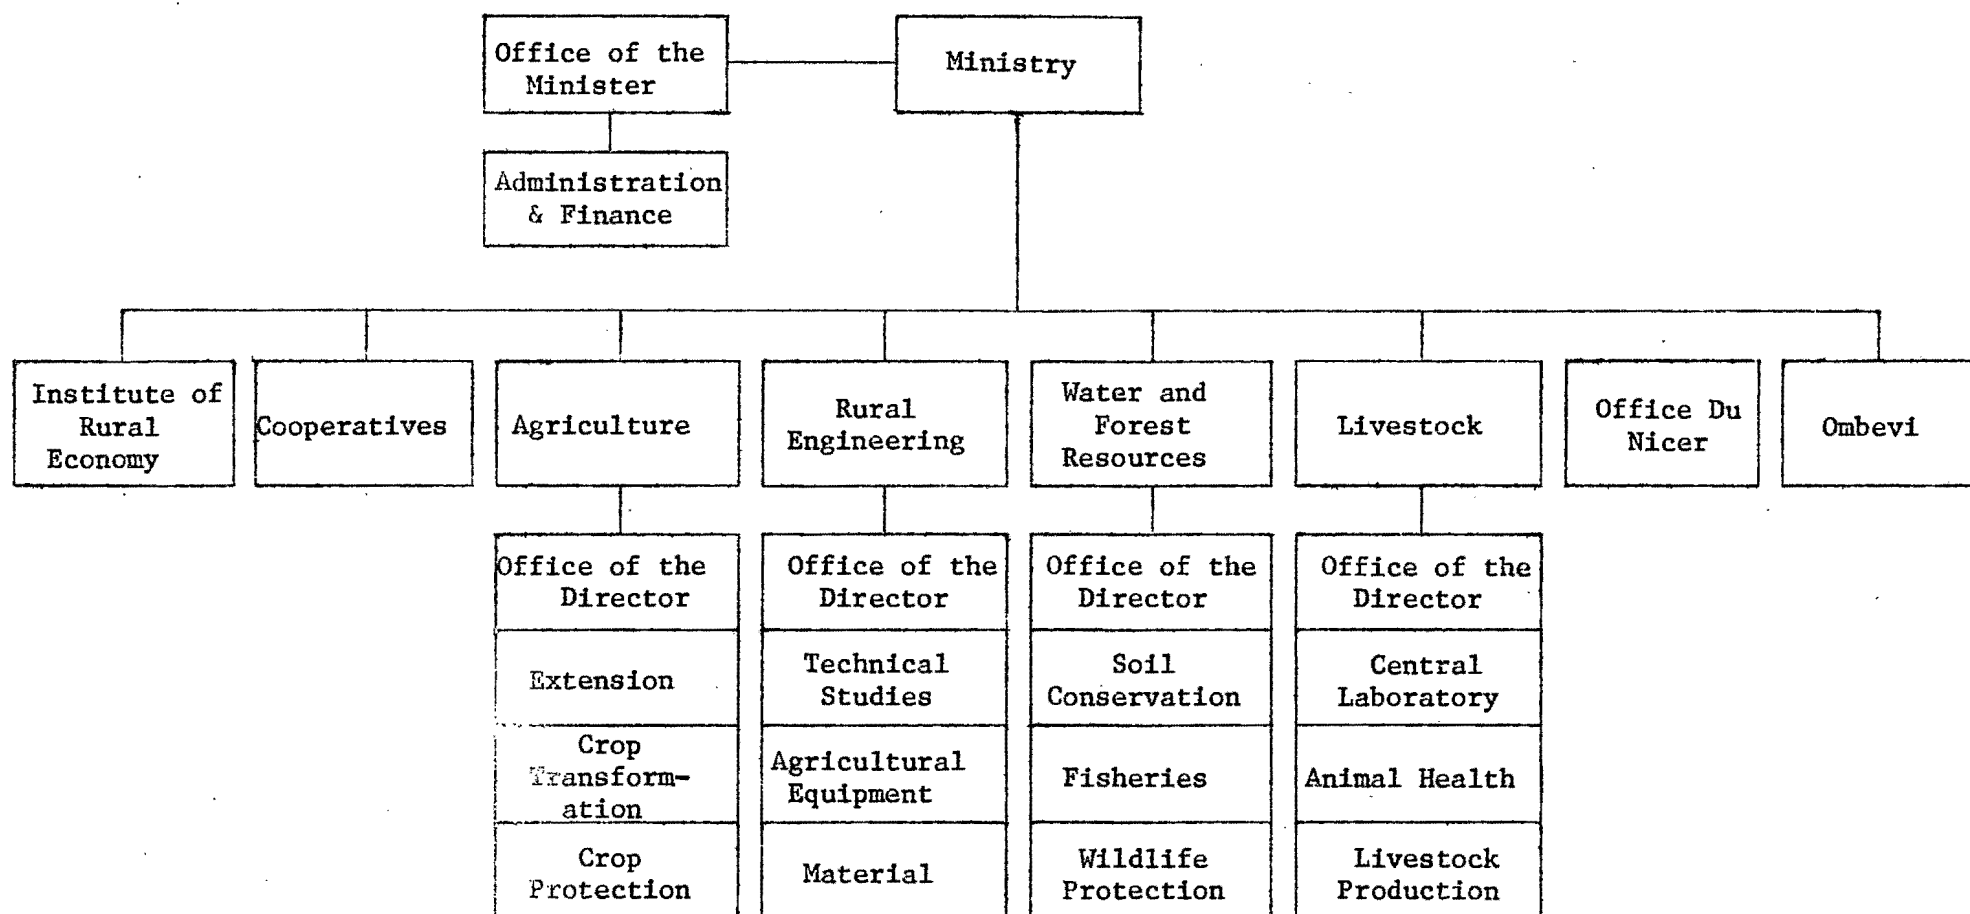 Office of the
Minister
Ministry
Administration
& Finance
Institute of
Rural
Economy
Cooperatives
Agriculture
Rural
Engineering
Water and
Forest
Resources
Livestock
Office Du
Nicer
Ombevi
Office of the
Director
Extension
Crop
Transform-
ation
Crop
Protection
Office of the
Director
Technical
Studies
Agricultural
Equipment
Material
Office of the
Director
Soil
Conservation
Fisheries
Wildlife
Protection
Office of the
Director
Central
Laboratory
Animal Health
Livestock
Production